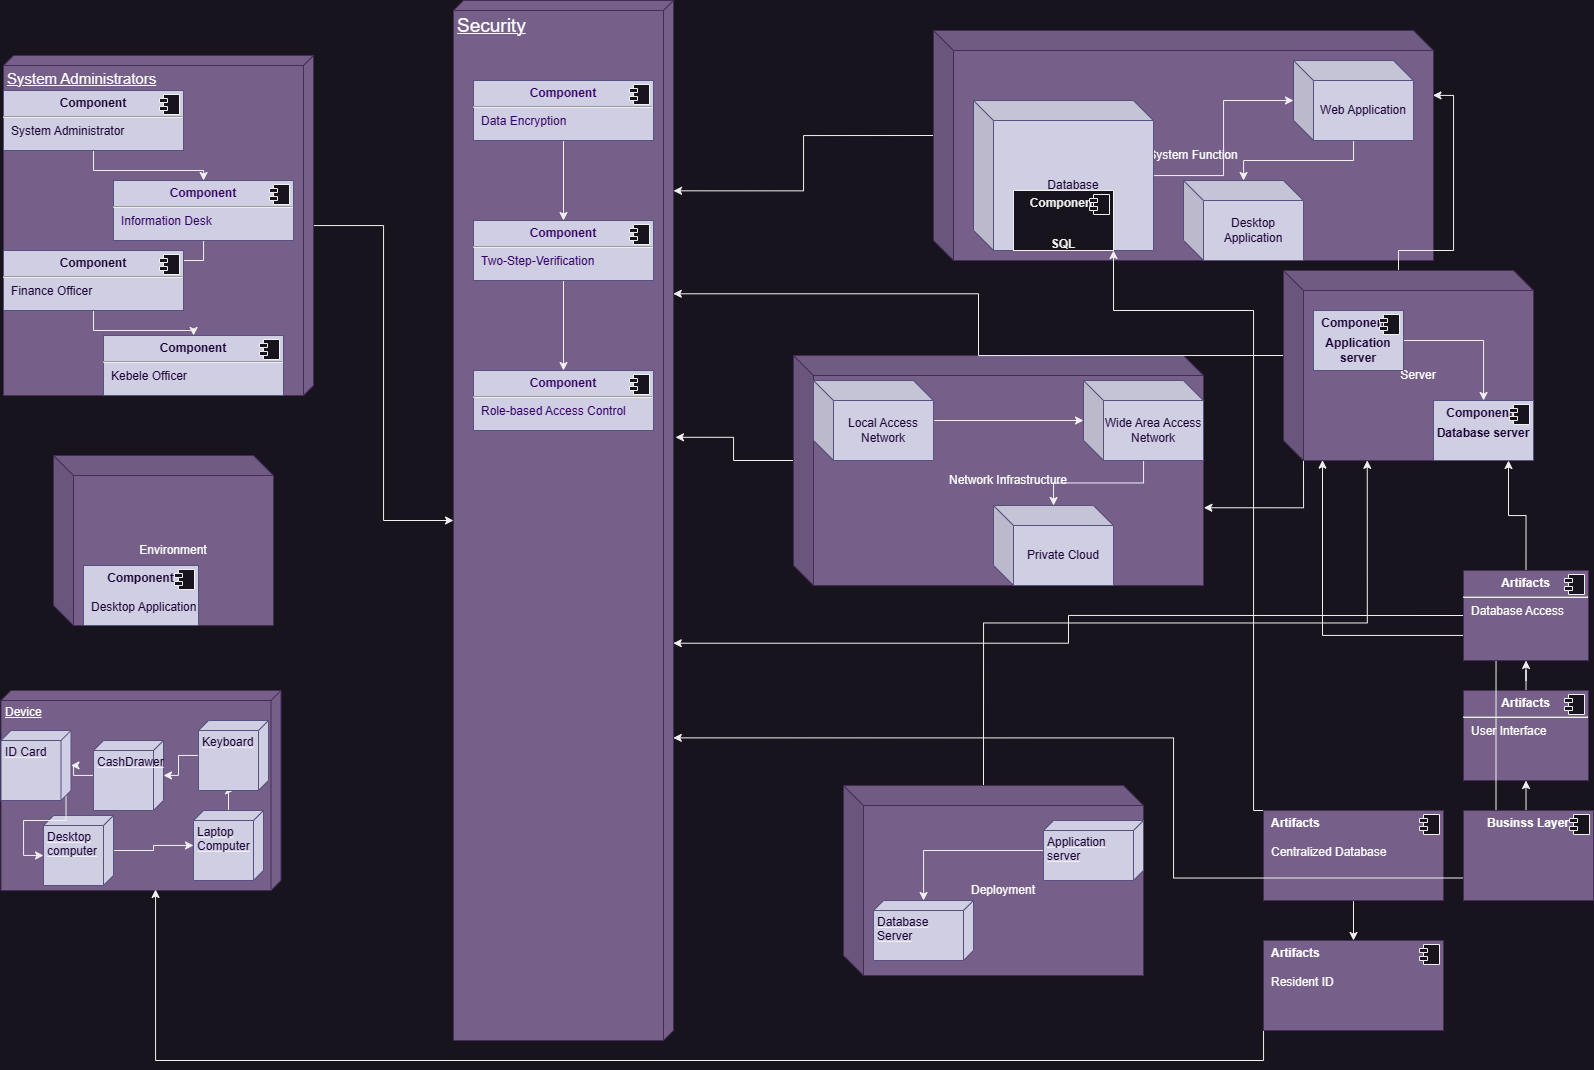 System Administrators
Component
System Administrator
Component
Information Desk
Component
Finance Officer
Component
Kebele Officer
Environment
Component
Desktop Application
Device
ID Card
CashDrawer
Keyboard
Desktop
computer
Laptop
Computer
Security
Component
Data Encryption
Component
Two-Step-Verification
Component
Role-based Access Control
System Function
Database
Component
SQL
Web Application
Desktop
Application
Component
Application
server
Server
Component
Database server
Local Access
Network
Wide Area Access
Network
Network Infrastructure
Private Cloud
Application
server
Deployment
Database
Server
Artifacts
Database Access
Artifacts
User Interface
Businss Layer
Artifacts
Centralized Database
Artifacts
Resident ID